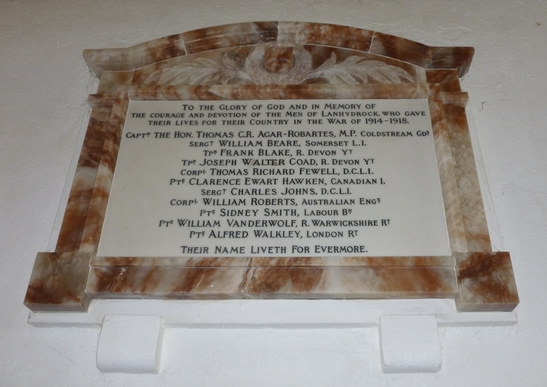 TO THE GLORY OF GOD AND IN MEMORY OF
THE COURAGE AND DEVOTION OF THE MEN OF LANHYDROCK, WHO GAVE
THEIR LIVES FOR THEIR COUNTRY IN THE WAR OF 1914-1918.
CAPTN THE HON. THOMAS C.R. AGAR-ROBARTES, M.P. COLDSTREAM GDS
SERGT WILLIAM BEARE, SOMERSET L.I.
TPR FRANK BLAKE, R. DEVON YY
TPR JOSEPH WALTER COAD, R. DEVON YY
CORPL THOMAS RICHARD FEWELL, D.C.L.I.
PTE CLARENCE EWART HAWKEN, CANADIAN I.
SERGT CHARLES JOHNS, D.C.L.I.
CORPL WILLIAM ROBERTS, AUSTRALIAN ENGS
PTE SIDNEY SMITH, LABOUR BN
PTE WILLIAM VANDERWOLF, R. WARWICKSHIRE RT
PTE ALFRED WALKLEY, LONDON RT
THEIR NAME LIVETH FOR EVERMORE.